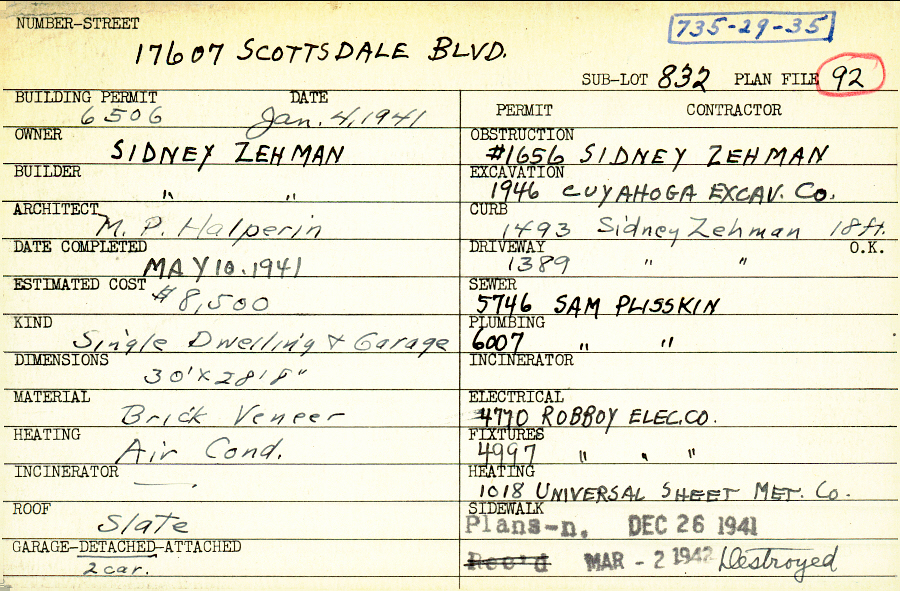 NUMBER-STREET
735-29-35
17607 SCOTTSDALE BLVD.
SUB-LOT 832 PLAN FILE 92
BUILDING PERMIT DATE
6506 Jan. 4, 1941
OWNER
SIDNEY ZEHMAN
BUILDER
" "
ARCHITECT
M. P. Halperin
DATE COMPLETED
MAY 10. 1941
ESTIMATED COST
$8,500
KIND
Single Dwelling & Garage
DIMENSIONS
30' X 28'8"
MATERIAL
Brick Veneer
HEATING
Air Cond.
INCINERATOR
—.
ROOF
Slate
GARAGE-DETACHED-ATTACHED
2 car.
PERMIT CONTRACTOR
OBSTRUCTION
#1656 SIDNEY ZEHMAN
EXCAVATION
1946 CUYAHOGA EXCAV. Co.
CURB
1493 Sidney Zehman 18ft.
DRIVEWAY O.K.
1389 " "
SEWER
5746 SAM PLISSKIN
PLUMBING
6007 " "
INCINERATOR
ELECTRICAL
4770 ROBBOY ELEC.CO.
FIXTURES
4997 " " "
HEATING
1018 UNIVERSAL SHEET MET. Co.
SIDEWALK
Plans-n. DEC 26 1941
Rec'd MAR - 2 1942 Destroyed